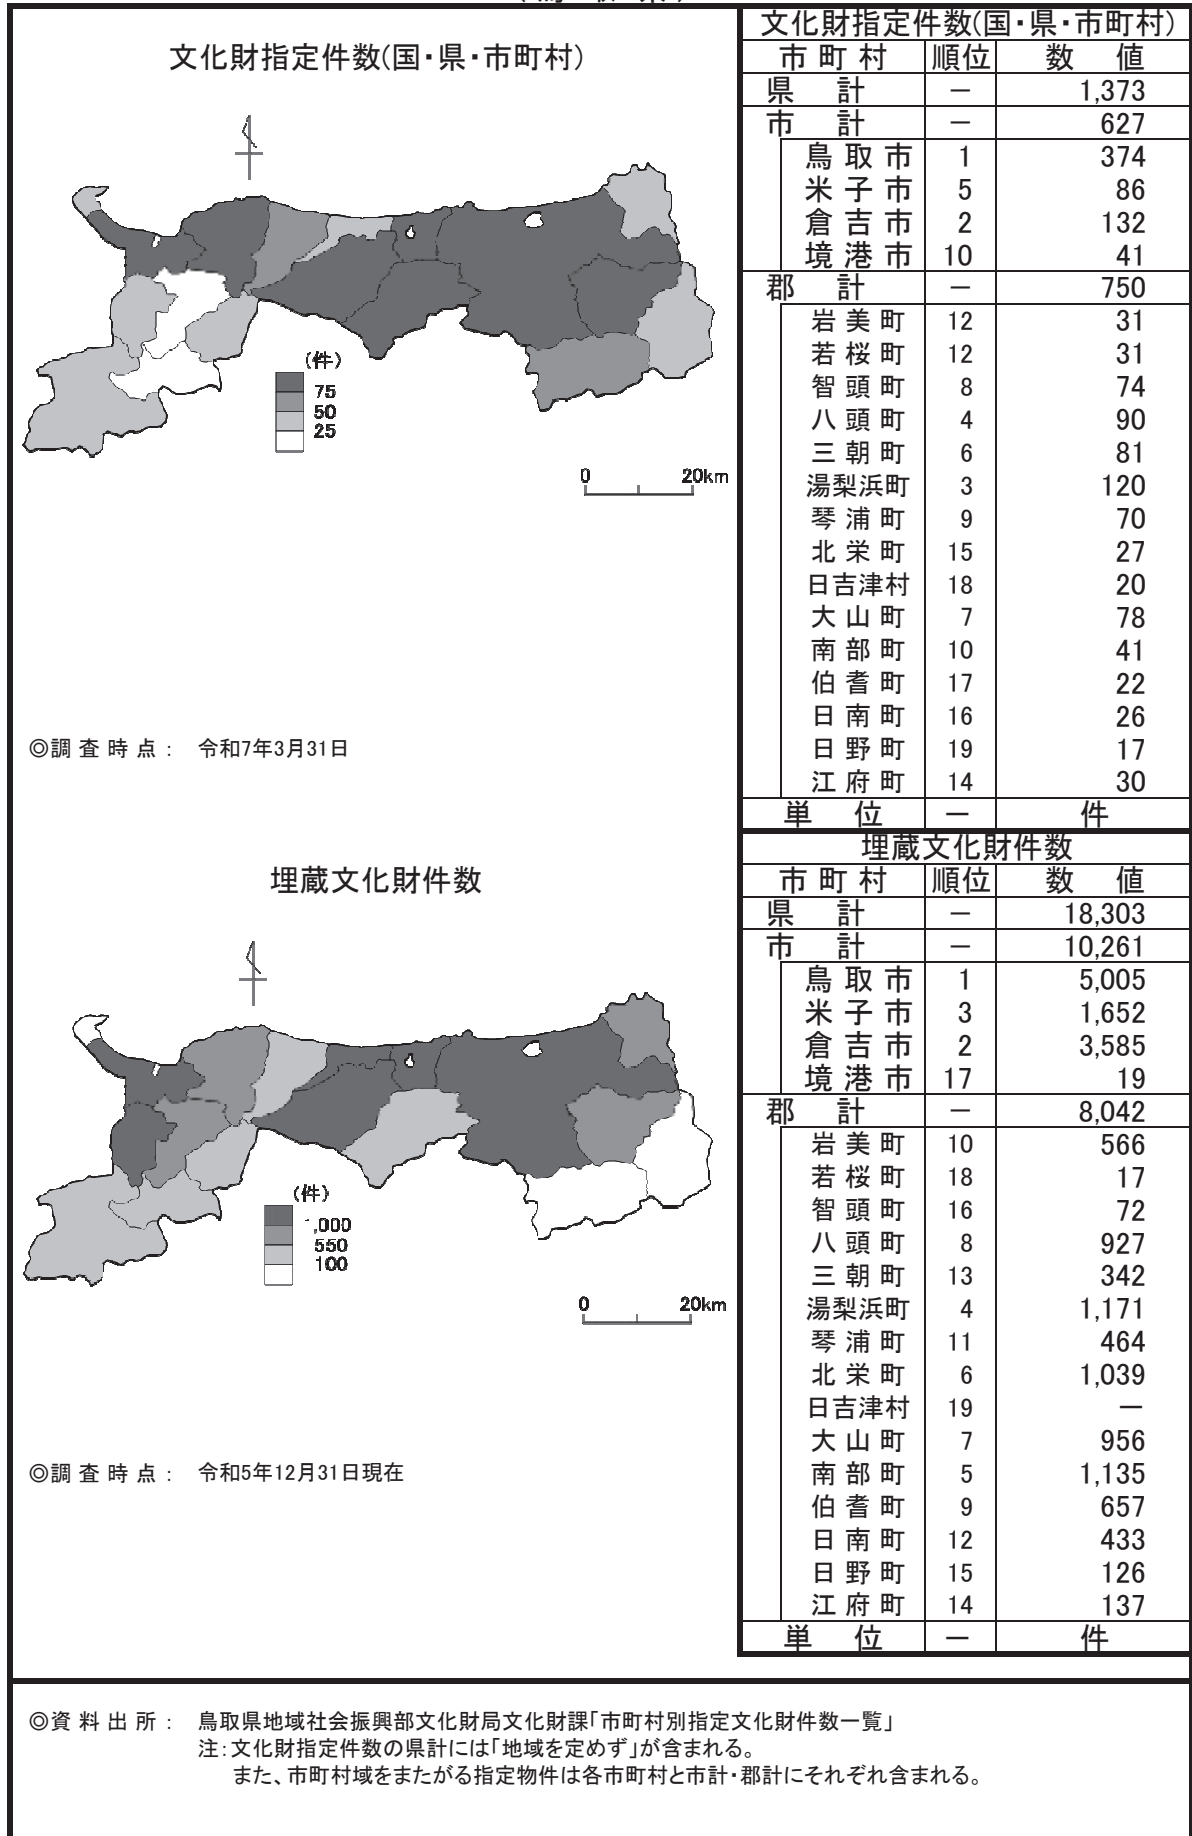 文化財指定件数(国・県・市町村)
(件)
75
50
25
0 20km
◎調査時点： 令和7年3月31日
文化財指定件数(国・県・市町村)
市町村 順位 数値
県計 － 1,373
市計 － 627
鳥取市 1 374
米子市 5 86
倉吉市 2 132
境港市 10 41
郡計 － 750
岩美町 12 31
若桜町 12 31
智頭町 8 74
八頭町 4 90
三朝町 6 81
湯梨浜町 3 120
琴浦町 9 70
北栄町 15 27
日吉津村 18 20
大山町 7 78
南部町 10 41
伯耆町 17 22
日南町 16 26
日野町 19 17
江府町 14 30
単位 － 件
埋蔵文化財件数
(件)
1,000
550
100
0 20km
◎調査時点： 令和5年12月31日現在
埋蔵文化財件数
市町村 順位 数値
県計 － 18,303
市計 － 10,261
鳥取市 1 5,005
米子市 3 1,652
倉吉市 2 3,585
境港市 17 19
郡計 － 8,042
岩美町 10 566
若桜町 18 17
智頭町 16 72
八頭町 8 927
三朝町 13 342
湯梨浜町 4 1,171
琴浦町 11 464
北栄町 6 1,039
日吉津村 19 －
大山町 7 956
南部町 5 1,135
伯耆町 9 657
日南町 12 433
日野町 15 126
江府町 14 137
単位 － 件
◎資料出所： 鳥取県地域社会振興部文化財局文化財課「市町村別指定文化財件数一覧」
注：文化財指定件数の県計には「地域を定めず」が含まれる。
また、市町村域をまたがる指定物件は各市町村と市計・郡計にそれぞれ含まれる。